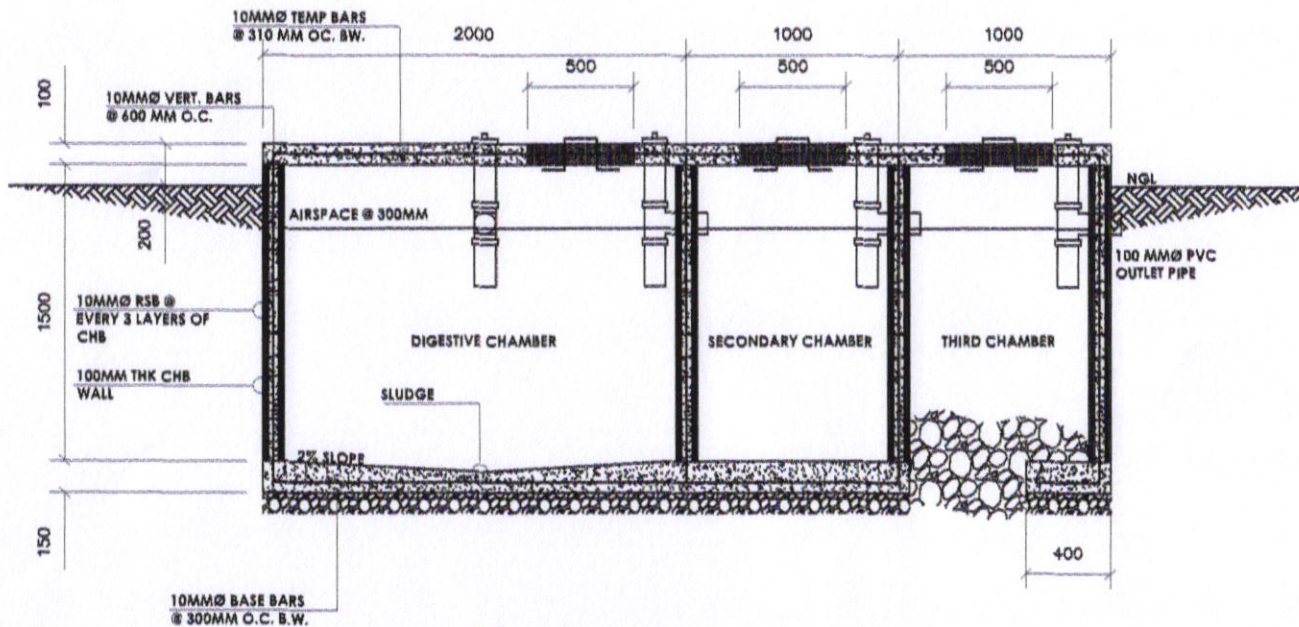 10MMØ TEMP BARS
@ 310 MM OC. BW.
2000
1000
1000
500
500
500
100
10MMØ VERT. BARS
@ 600 MM O.C.
NGL
AIRSPACE @ 300MM
200
100 MMØ PVC
OUTLET PIPE
10MMØ RSB @
EVERY 3 LAYERS OF
CHB
1500
DIGESTIVE CHAMBER
SECONDARY CHAMBER
THIRD CHAMBER
100MM THK CHB
WALL
SLUDGE
2% SLOPE
150
400
10MMØ BASE BARS
@ 300MM O.C. B.W.